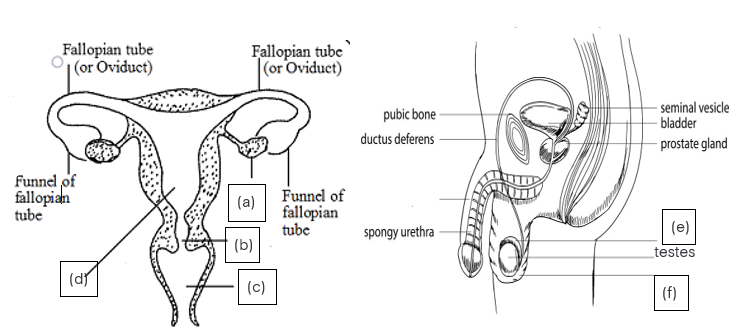 Fallopian tube
(or Oviduct)
Fallopian tube
(or Oviduct)
Funnel of
fallopian
tube
(a)
Funnel of
fallopian
tube
(b)
(c)
(d)
pubic bone
ductus deferens
spongy urethra
seminal vesicle
bladder
prostate gland
(e)
testes
(f)